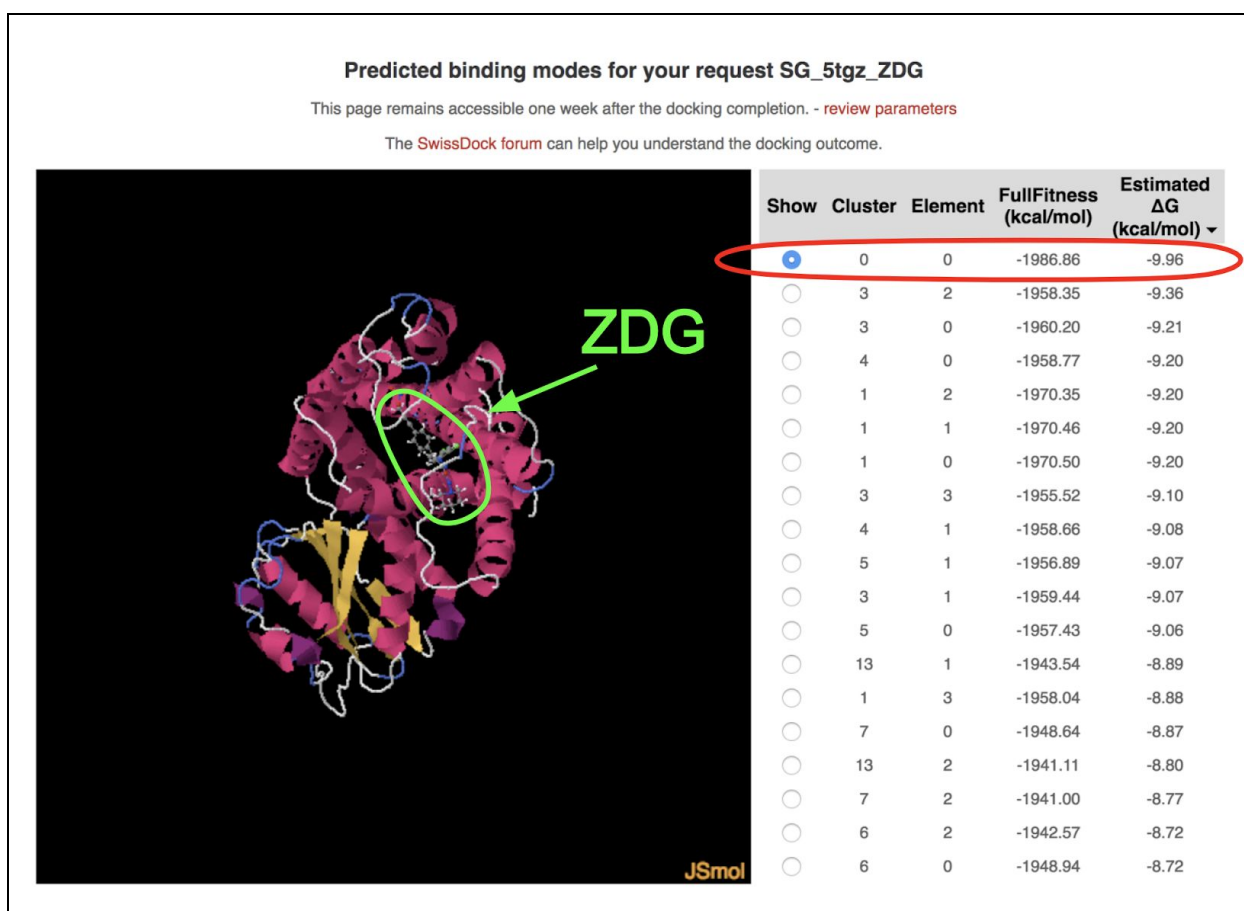 Predicted binding modes for your request SG_5tgz_ZDG
This page remains accessible one week after the docking completion. - review parameters
The SwissDock forum can help you understand the docking outcome.
ZDG
JSmol
Show Cluster Element FullFitness (kcal/mol) Estimated ΔG (kcal/mol)
0 0 -1986.86 -9.96
3 2 -1958.35 -9.36
3 0 -1960.20 -9.21
4 0 -1958.77 -9.20
1 2 -1970.35 -9.20
1 1 -1970.46 -9.20
1 0 -1970.50 -9.20
3 3 -1955.52 -9.10
4 1 -1958.66 -9.08
5 1 -1956.89 -9.07
3 1 -1959.44 -9.07
5 0 -1957.43 -9.06
13 1 -1943.54 -8.89
1 3 -1958.04 -8.88
7 0 -1948.64 -8.87
13 2 -1941.11 -8.80
7 2 -1941.00 -8.77
6 2 -1942.57 -8.72
6 0 -1948.94 -8.72